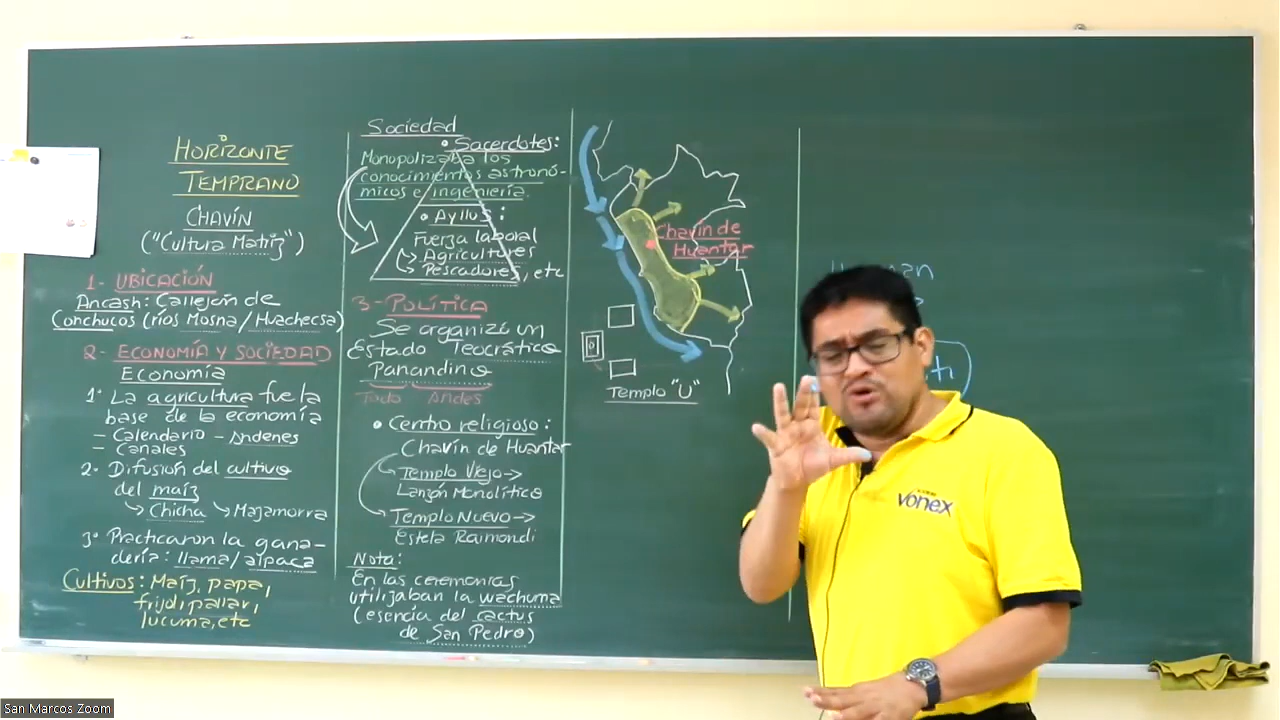 HORIZONTE
TEMPRANO
CHAVÍN
("Cultura Matriz")
1- UBICACIÓN
Ancash: Callejón de
Conchucos (ríos Mosna/Huachecsa)
2- ECONOMÍA Y SOCIEDAD
Economía
1° La agricultura fue la
base de la economía
- Calendario - Andenes
- Canales
2° Difusión del cultivo
del maíz
↳ Chicha ↘ Mazamorra
3° Practicaron la gana-
dería: llama/alpaca
Cultivos: Maíz, papa,
frijol, pallar,
lucuma, etc
Sociedad
• Sacerdotes:
Monopolizaba los
conocimientos astronó-
micos e ingeniería.
• Ayllus:
Fuerza laboral
↳ Agricultores
↳ Pescadores, etc
3- POLÍTICA
Se organizó un
Estado Teocrático
Panandino
Todo Andes
• Centro religioso:
Chavín de Huantar
Templo Viejo →
Lanzón Monolítico
Templo Nuevo →
Estela Raimondi
Nota:
En las ceremonias
utilizaban la wachuma
(esencia del cactus
de San Pedro)
Chavín de
Huantar
Templo "U"
vonex
San Marcos Zoom